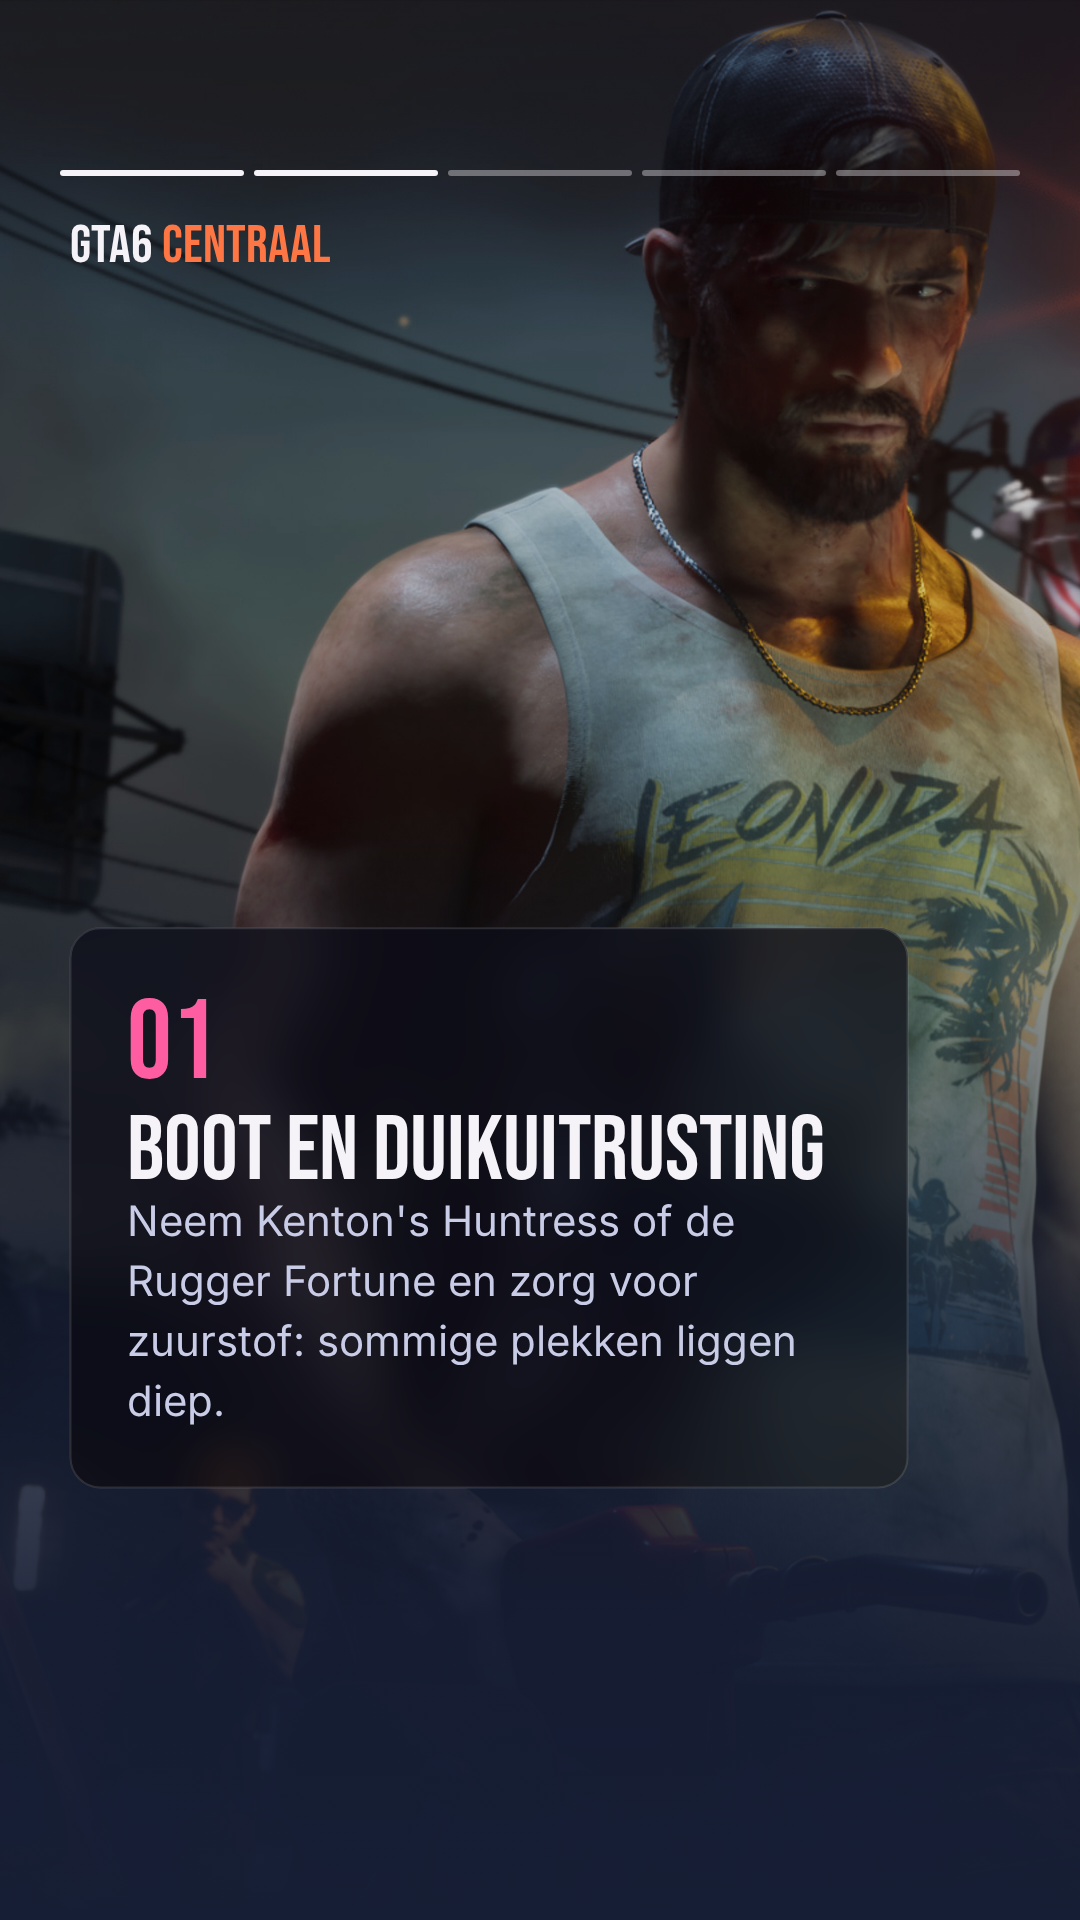 GTA6 CENTRAAL
LEONIDA
01
BOOT EN DUIKUITRUSTING
Neem Kenton's Huntress of de
Rugger Fortune en zorg voor
zuurstof: sommige plekken liggen
diep.